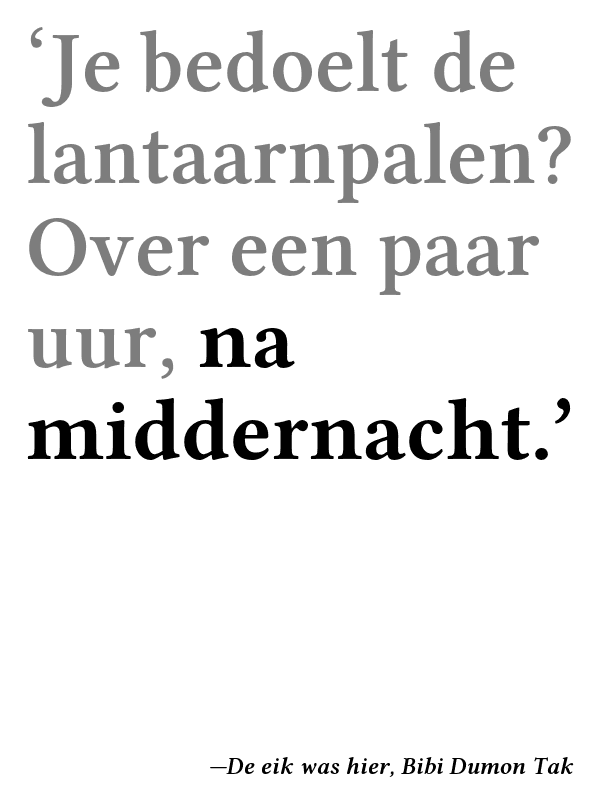 ‘Je bedoelt de
lantaarnpalen?
Over een paar
uur, na
middernacht.’
—De eik was hier, Bibi Dumon Tak